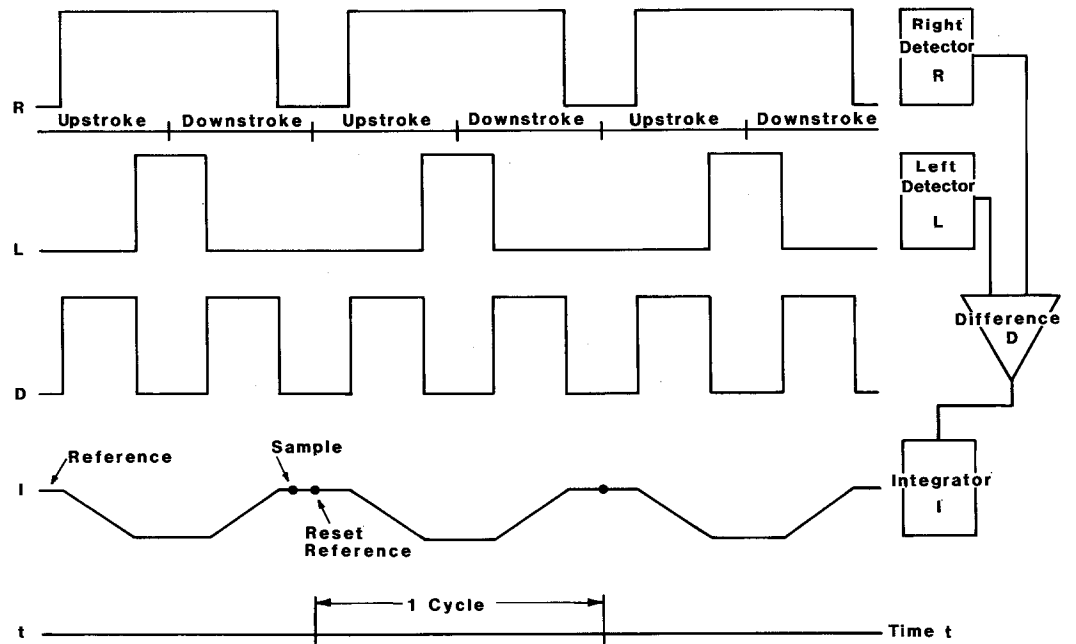 Right
Detector
R
R
Upstroke Downstroke Upstroke Downstroke Upstroke Downstroke
Left
Detector
L
L
Difference
D
D
Sample
Reference
I
Integrator
I
Reset
Reference
1 Cycle
t
Time t